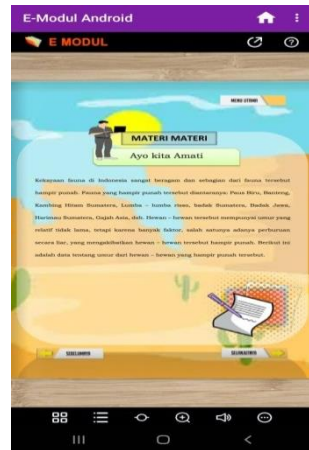 E-Modul Android
E MODUL
MENU UTAMA
MATERI MATERI
Ayo kita Amati
Kekayaan fauna di Indonesia sangat beragam dan sebagian dari fauna tersebut
hampir punah. Fauna yang hampir punah tersebut diantaranya: Paus Biru, Banteng,
Kambing Hitam Sumatera, Lumba – lumba risso, badak Sumatera, Badak Jawa,
Harimau Sumatera, Gajah Asia, dsb. Hewan – hewan tersebut mempunyai umur yang
relatif tidak lama, tetapi karena banyak faktor, salah satunya adanya perburuan
secara liar, yang mengakibatkan hewan – hewan tersebut hampir punah. Berikut ini
adalah data tentang umur dari hewan – hewan yang hampir punah tersebut.
SEBELUMNYA
SELANJUTNYA